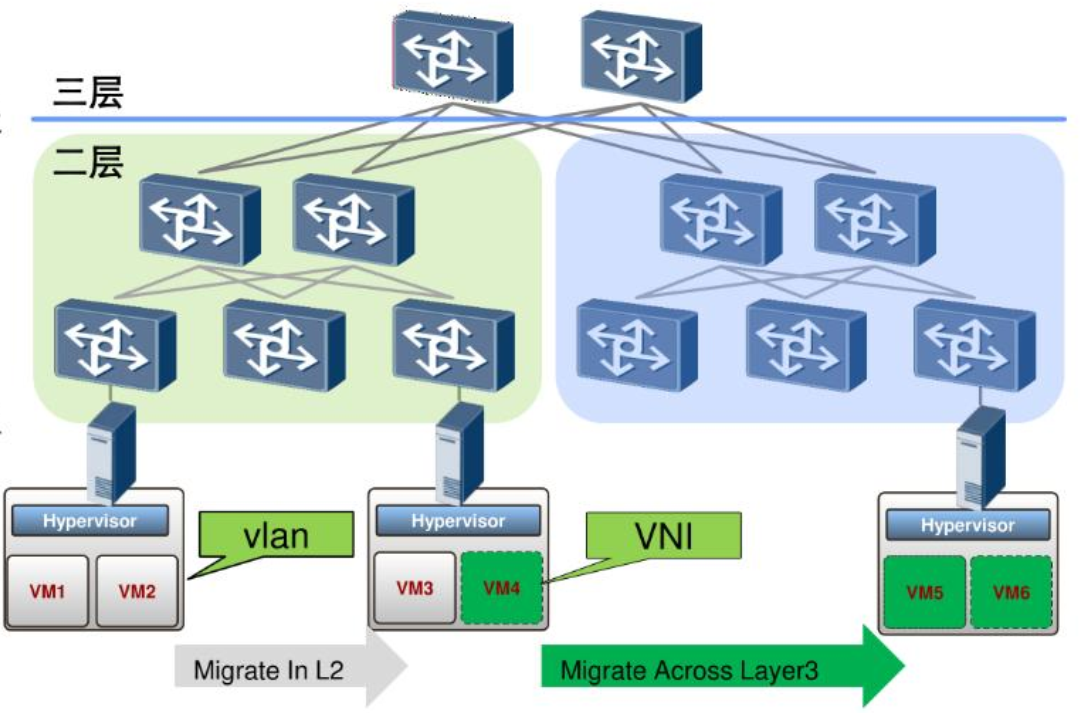 三层
二层
vlan
VNI
Hypervisor
Hypervisor
Hypervisor
VM1
VM2
VM3
VM4
VM5
VM6
Migrate In L2
Migrate Across Layer3